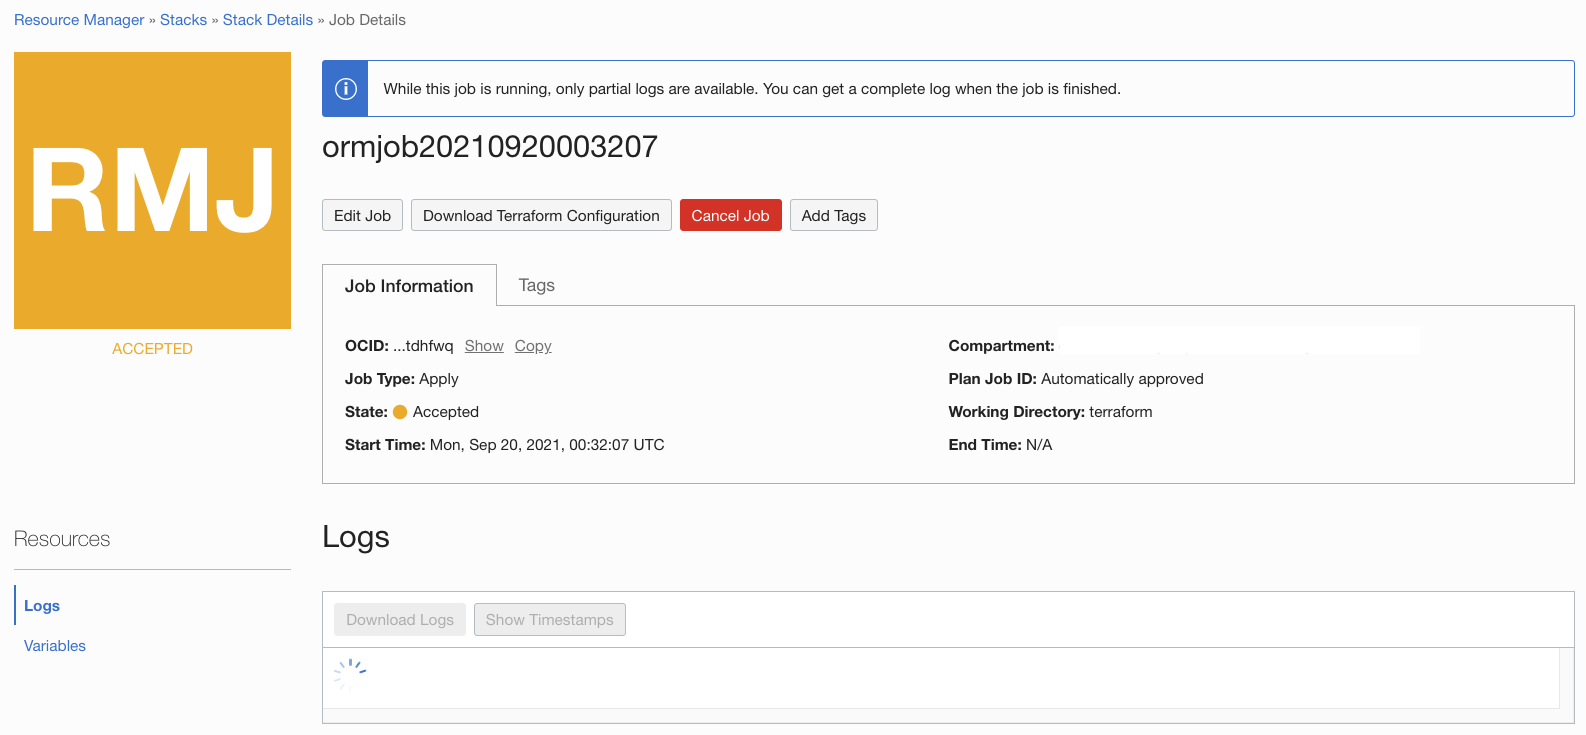 Resource Manager » Stacks » Stack Details » Job Details
RMJ
ACCEPTED
While this job is running, only partial logs are available. You can get a complete log when the job is finished.
ormjob20210920003207
Edit Job
Download Terraform Configuration
Cancel Job
Add Tags
Job Information
Tags
OCID: ...tdhfwq Show Copy
Job Type: Apply
State: Accepted
Start Time: Mon, Sep 20, 2021, 00:32:07 UTC
Compartment:
Plan Job ID: Automatically approved
Working Directory: terraform
End Time: N/A
Resources
Logs
Variables
Logs
Download Logs
Show Timestamps